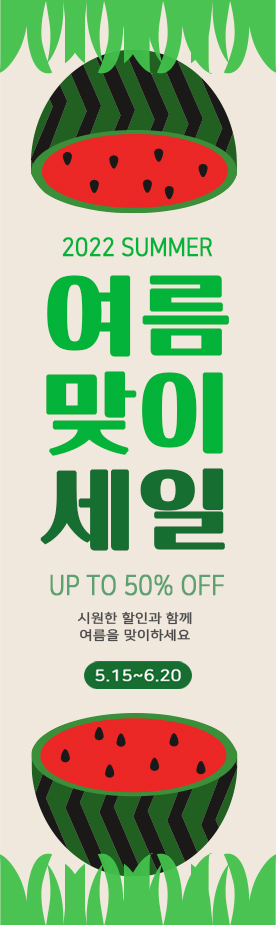 2022 SUMMER
여름
맞이
세일
UP TO 50% OFF
시원한 할인과 함께
여름을 맞이하세요
5.15~6.20